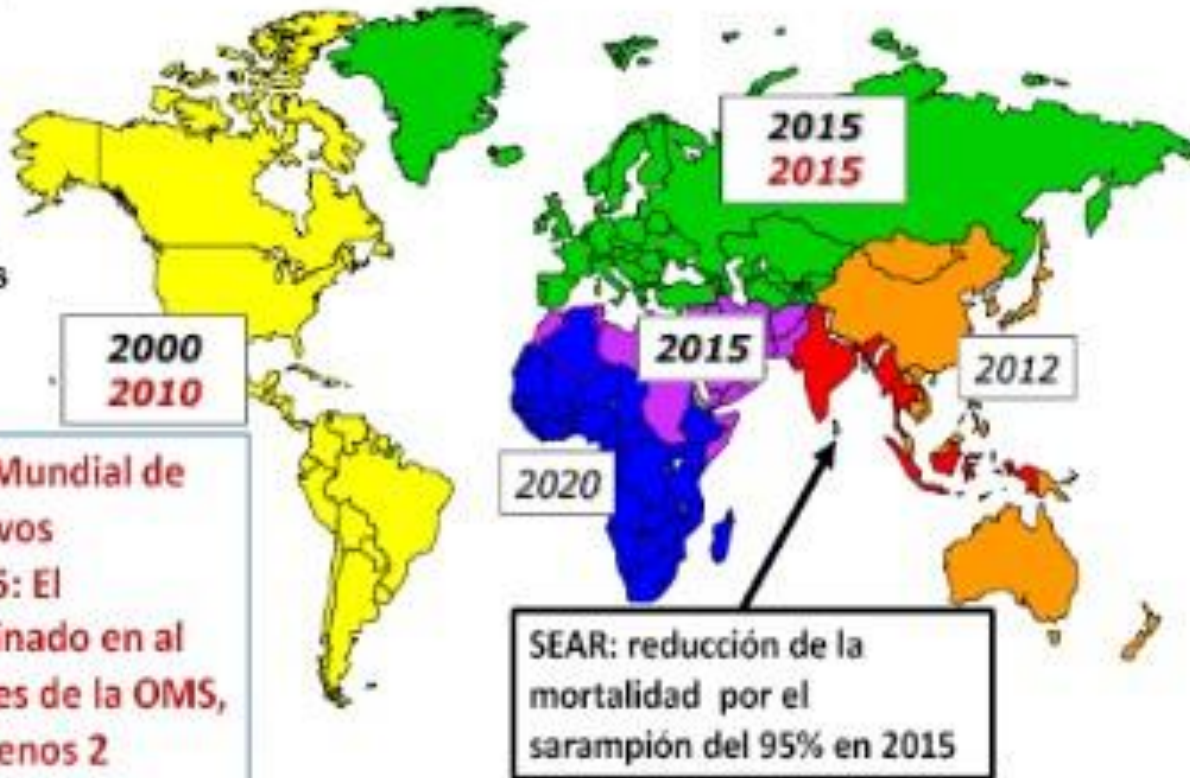 2015
2015
s
2000
2010
2015
2012
2020
Mundial de
vos
5: El
inado en al
es de la OMS,
enos 2
SEAR: reducción de la
mortalidad por el
sarampión del 95% en 2015